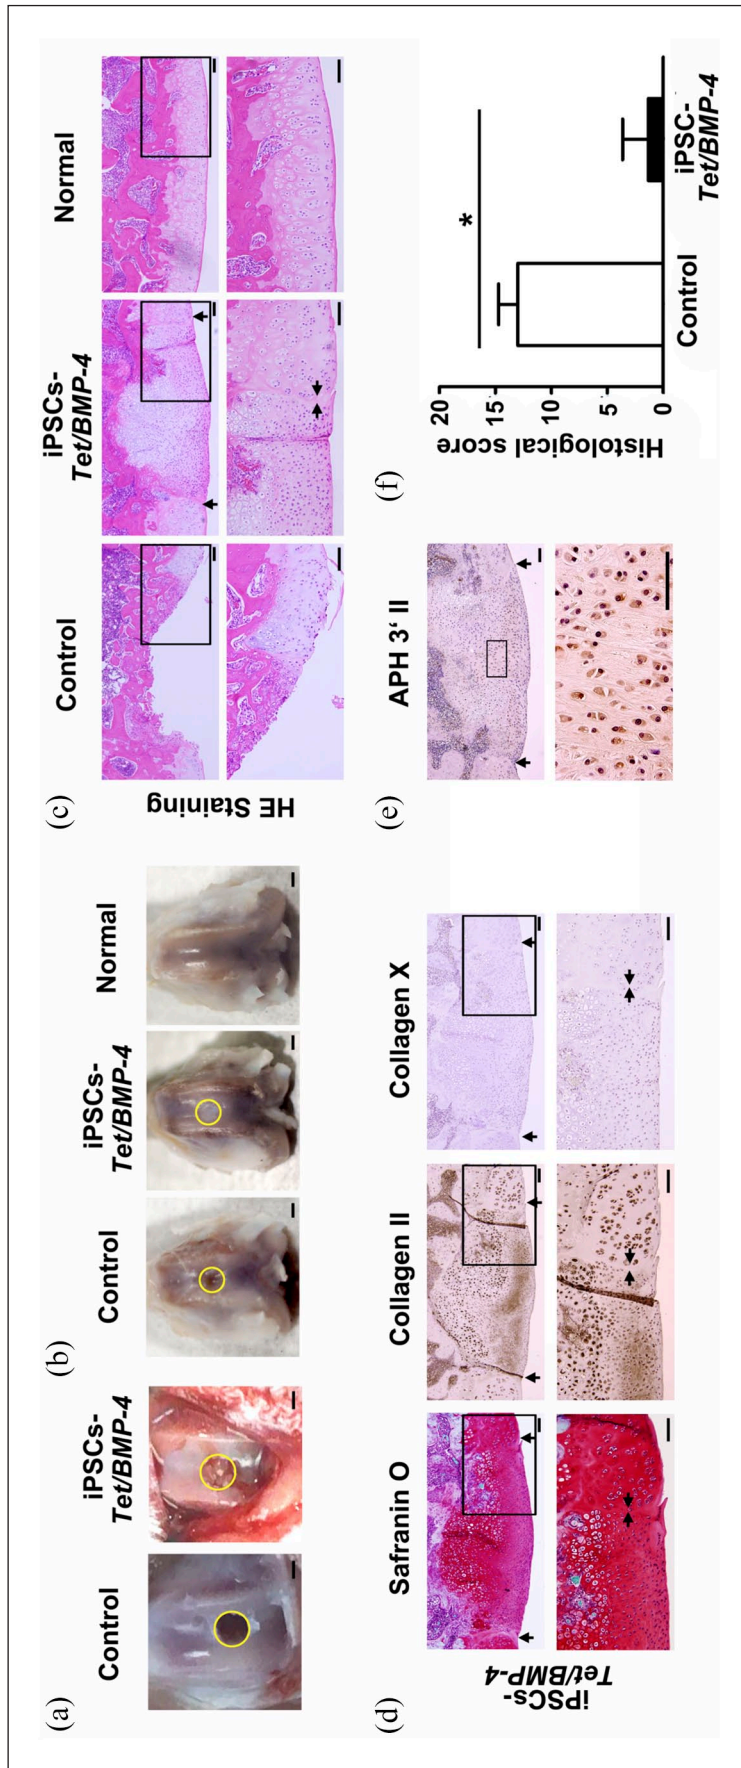 (a)
Control
iPSCs-
Tet/BMP-4
(b)
Control
iPSCs-
Tet/BMP-4
Normal
(c)
Control
iPSCs-
Tet/BMP-4
Normal
HE Staining
(d)
Safranin O
Collagen II
Collagen X
iPSCs-
Tet/BMP-4
(e)
APH 3‘ II
(f)
Histological score
20
15
10
5
0
*
Control
iPSC-
Tet/BMP-4